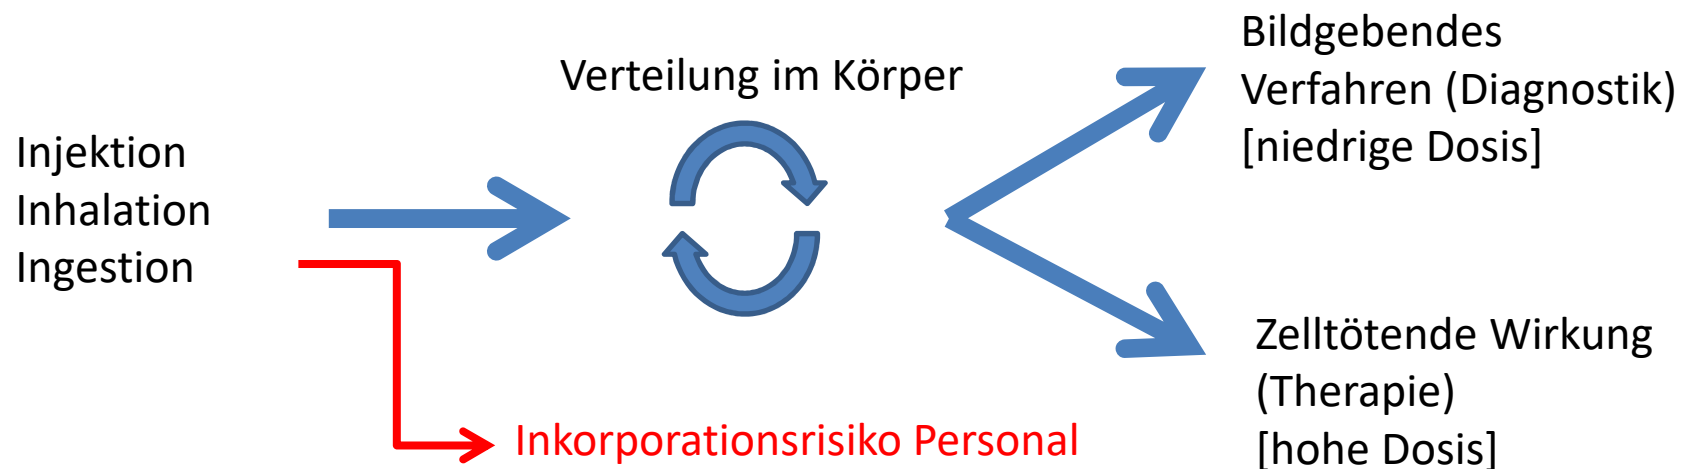 Injektion
Inhalation
Ingestion
Verteilung im Körper
Inkorporationsrisiko Personal
Bildgebendes
Verfahren (Diagnostik)
[niedrige Dosis]
Zelltötende Wirkung
(Therapie)
[hohe Dosis]